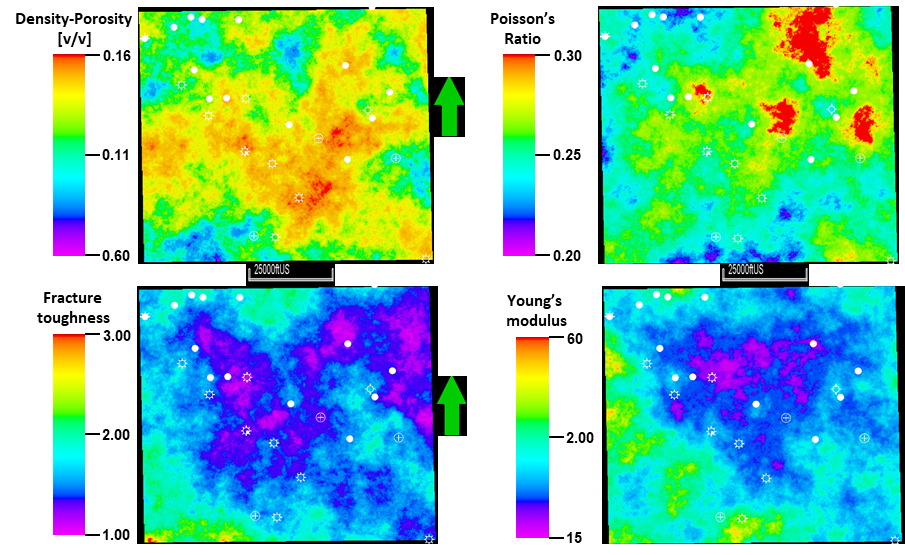 Density-Porosity
[v/v]
0.16
0.11
0.60
Poisson's
Ratio
0.30
0.25
0.20
25000ftUS
25000ftUS
Fracture
toughness
3.00
2.00
1.00
Young's
modulus
60
2.00
15